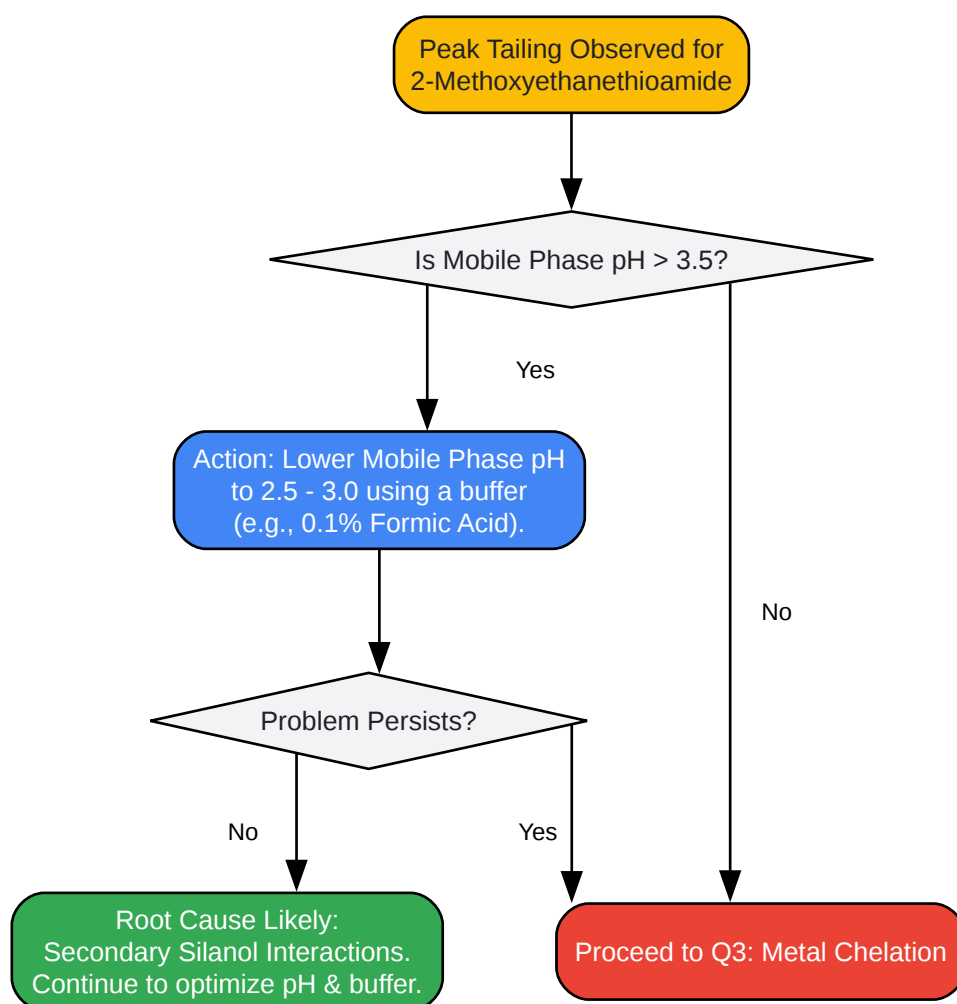 Peak Tailing Observed for
2-Methoxyethanethioamide
Is Mobile Phase pH > 3.5?
Yes
Action: Lower Mobile Phase pH
to 2.5 - 3.0 using a buffer
(e.g., 0.1% Formic Acid).
No
Problem Persists?
No
Yes
Root Cause Likely:
Secondary Silanol Interactions.
Continue to optimize pH & buffer.
Proceed to Q3: Metal Chelation